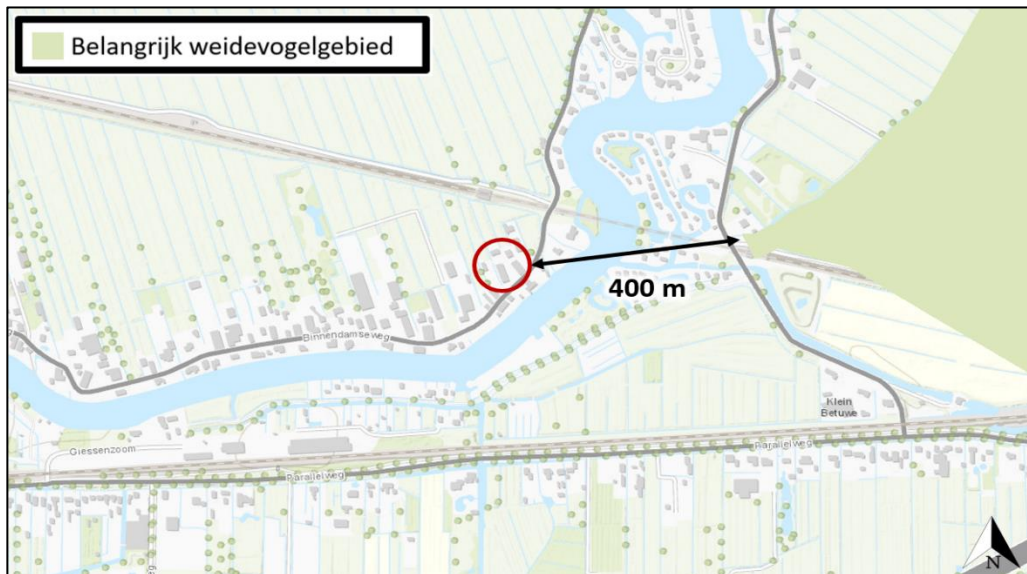 Belangrijk weidevogelgebied
400 m
Binnendamseweg
Klein
Betuwe
Giessenzoom
Parallelweg
Parallelweg
N